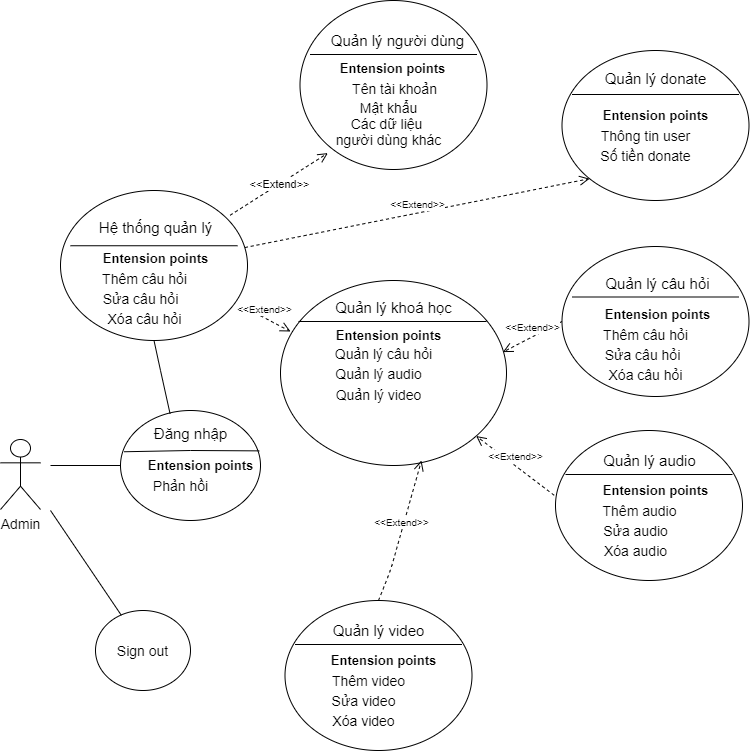 Quản lý người dùng
Entension points
Tên tài khoản
Mật khẩu
Các dữ liệu
người dùng khác
Quản lý donate
Entension points
Thông tin user
Số tiền donate
<<Extend>>
<<Extend>>
Hệ thống quản lý
Entension points
Thêm câu hỏi
Sửa câu hỏi
Xóa câu hỏi
<<Extend>>
Quản lý khoá học
Entension points
Quản lý câu hỏi
Quản lý audio
Quản lý video
<<Extend>>
Quản lý câu hỏi
Entension points
Thêm câu hỏi
Sửa câu hỏi
Xóa câu hỏi
Đăng nhập
Entension points
Phản hồi
Admin
<<Extend>>
Quản lý audio
Entension points
Thêm audio
Sửa audio
Xóa audio
<<Extend>>
Sign out
Quản lý video
Entension points
Thêm video
Sửa video
Xóa video